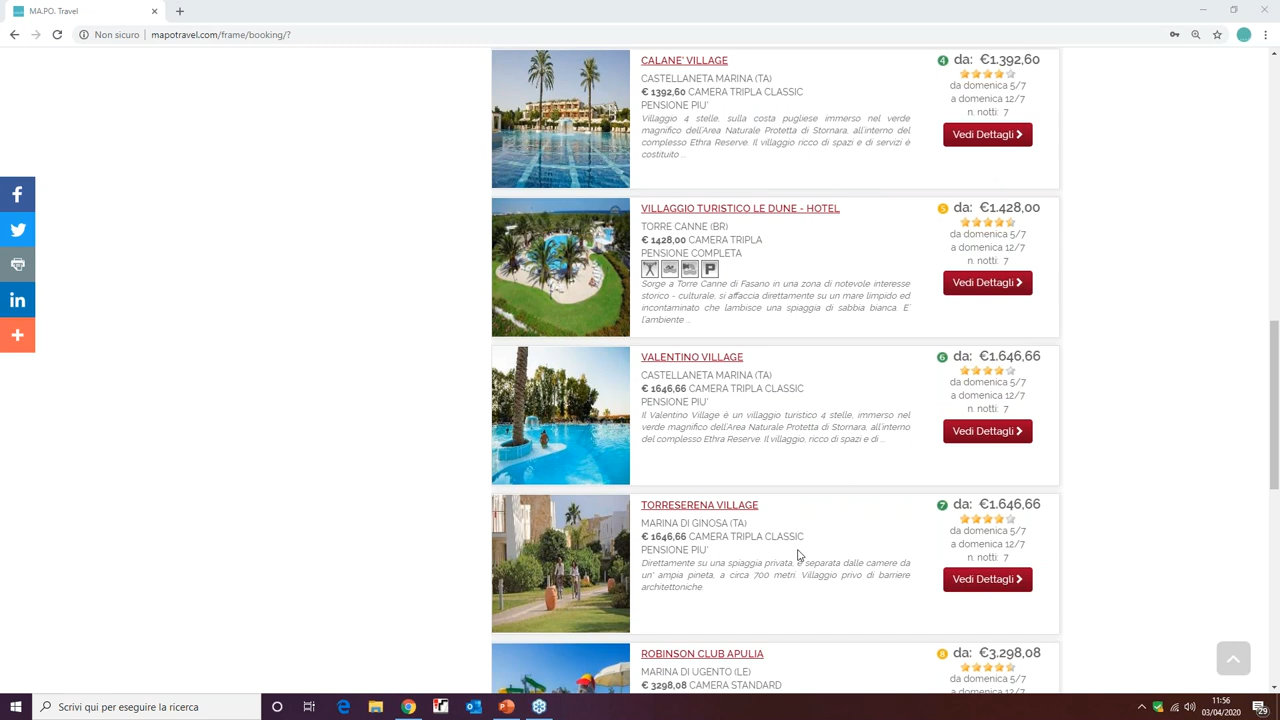 MA.PO. Travel
Non sicuro
mapotravel.com/frame/booking/?
CALANE' VILLAGE
CASTELLANETA MARINA (TA)
€ 1392,60 CAMERA TRIPLA CLASSIC
PENSIONE PIU'
Villaggio 4 stelle, sulla costa pugliese immerso nel verde
magnifico dell'Area Naturale Protetta di Stornara, all'interno del
complesso Ethra Reserve. Il villaggio ricco di spazi e di servizi è
costituito ...
4 da: €1.392,60
da domenica 5/7
a domenica 12/7
n. notti: 7
Vedi Dettagli
VILLAGGIO TURISTICO LE DUNE - HOTEL
TORRE CANNE (BR)
€ 1428,00 CAMERA TRIPLA
PENSIONE COMPLETA
P
Sorge a Torre Canne di Fasano in una zona di notevole interesse
storico - culturale, si affaccia direttamente su un mare limpido ed
incontaminato che lambisce una spiaggia di sabbia bianca. E'
l'ambiente ...
5 da: €1.428,00
da domenica 5/7
a domenica 12/7
n. notti: 7
Vedi Dettagli
VALENTINO VILLAGE
CASTELLANETA MARINA (TA)
€ 1646,66 CAMERA TRIPLA CLASSIC
PENSIONE PIU'
Il Valentino Village è un villaggio turistico 4 stelle, immerso nel
verde magnifico dell'Area Naturale Protetta di Stornara, all'interno
del complesso Ethra Reserve. Il villaggio, ricco di spazi e di ...
6 da: €1.646,66
da domenica 5/7
a domenica 12/7
n. notti: 7
Vedi Dettagli
TORRESERENA VILLAGE
MARINA DI GINOSA (TA)
€ 1646,66 CAMERA TRIPLA CLASSIC
PENSIONE PIU'
Direttamente su una spiaggia privata, è separata dalle camere da
un' ampia pineta, a circa 700 metri. Villaggio privo di barriere
architettoniche
7 da: €1.646,66
da domenica 5/7
a domenica 12/7
n. notti: 7
Vedi Dettagli
ROBINSON CLUB APULIA
MARINA DI UGENTO (LE)
€ 3298,08 CAMERA STANDARD
8 da: €3.298,08
da domenica 5/7
Scrivi qui per eseguire la ricerca
11:56
03/04/2020
29